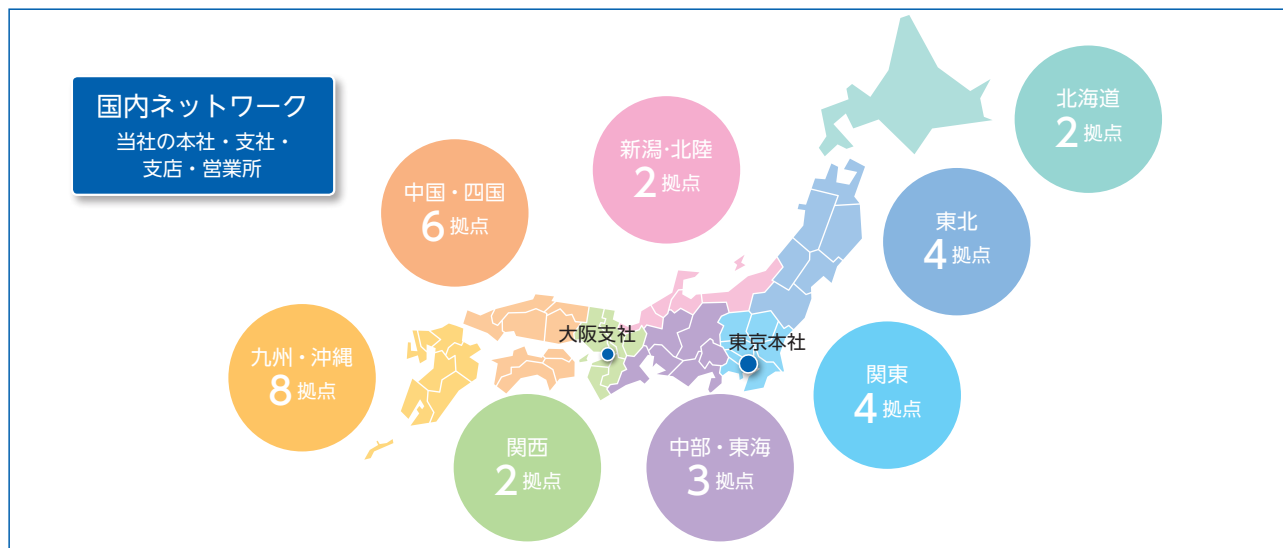 国内ネットワーク
当社の本社・支社・
支店・営業所
北海道
2拠点
新潟・北陸
2拠点
中国・四国
6拠点
東北
4拠点
大阪支社
東京本社
九州・沖縄
8拠点
関東
4拠点
関西
2拠点
中部・東海
3拠点